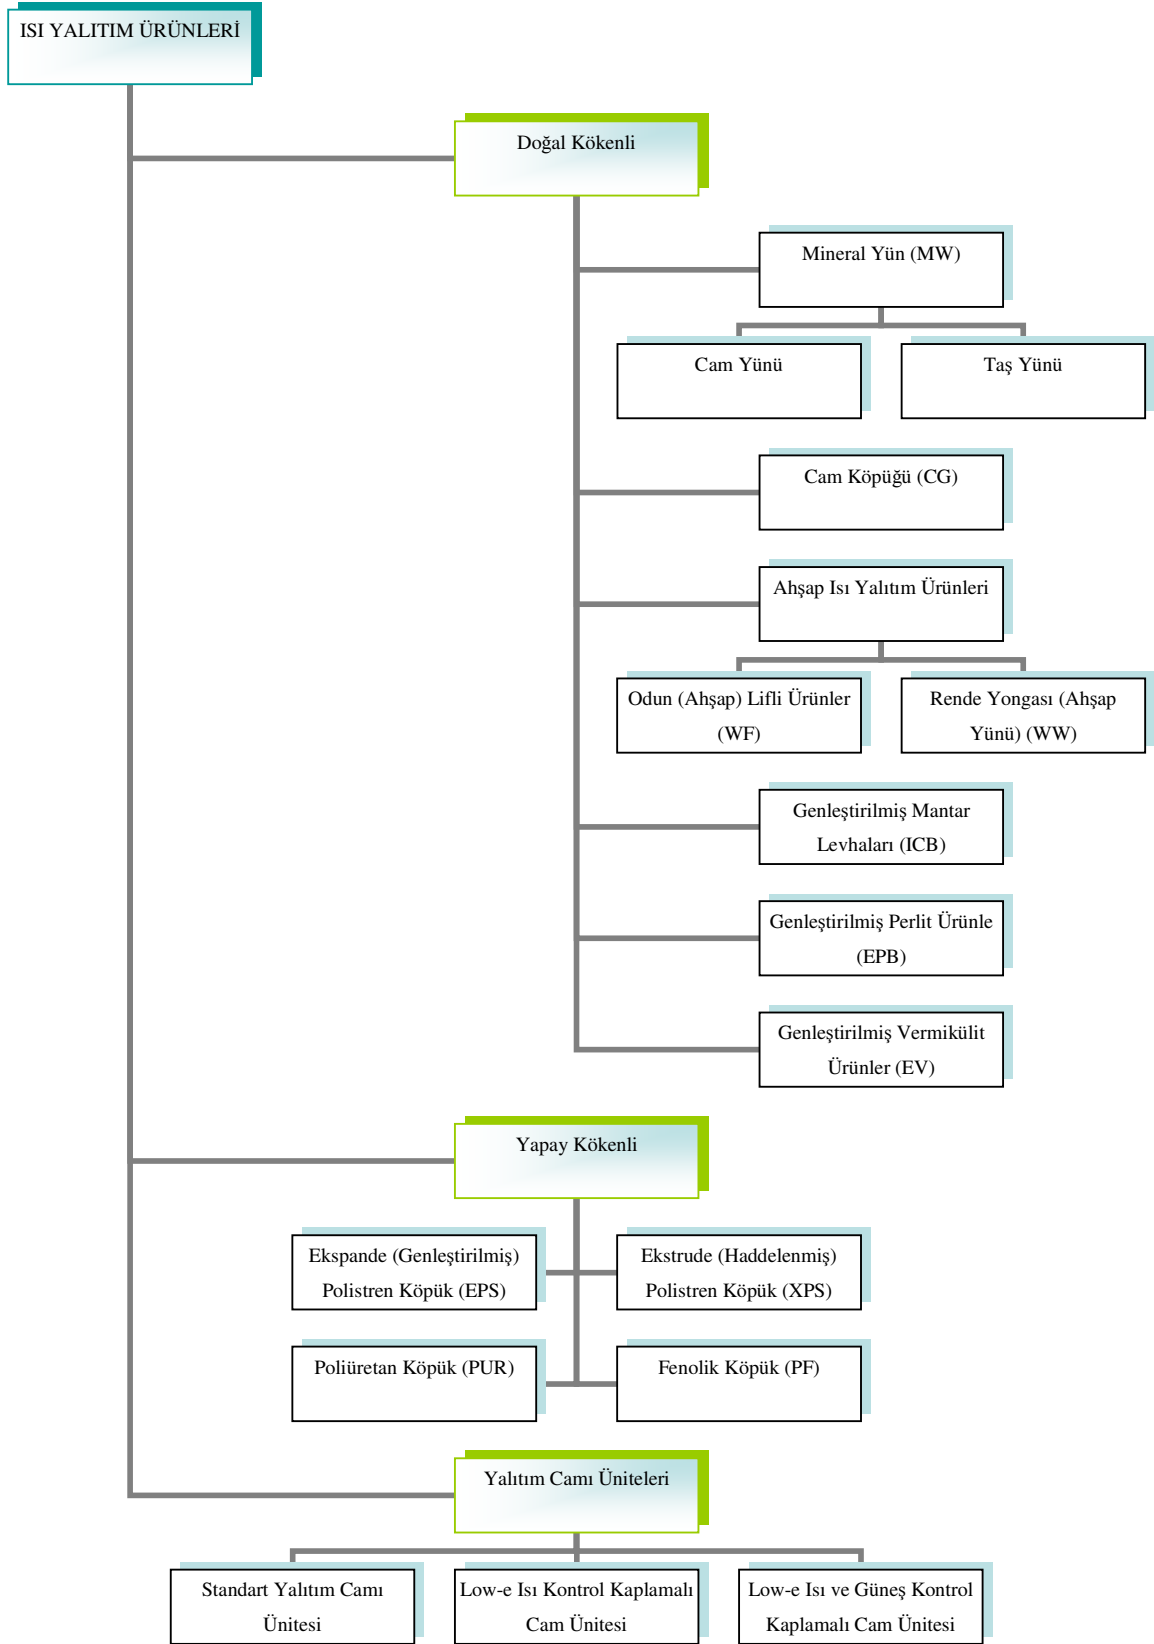 ISI YALITIM ÜRÜNLERİ
Doğal Kökenli
Mineral Yün (MW)
Cam Yünü
Taş Yünü
Cam Köpüğü (CG)
Ahşap Isı Yalıtım Ürünleri
Odun (Ahşap) Lifli Ürünler
(WF)
Rende Yongası (Ahşap
Yünü) (WW)
Genleştirilmiş Mantar
Levhaları (ICB)
Genleştirilmiş Perlit Ürünle
(EPB)
Genleştirilmiş Vermikülit
Ürünler (EV)
Yapay Kökenli
Ekspande (Genleştirilmiş)
Polistren Köpük (EPS)
Ekstrude (Haddelenmiş)
Polistren Köpük (XPS)
Poliüretan Köpük (PUR)
Fenolik Köpük (PF)
Yalıtım Camı Üniteleri
Standart Yalıtım Camı
Ünitesi
Low-e Isı Kontrol Kaplamalı
Cam Ünitesi
Low-e Isı ve Güneş Kontrol
Kaplamalı Cam Ünitesi